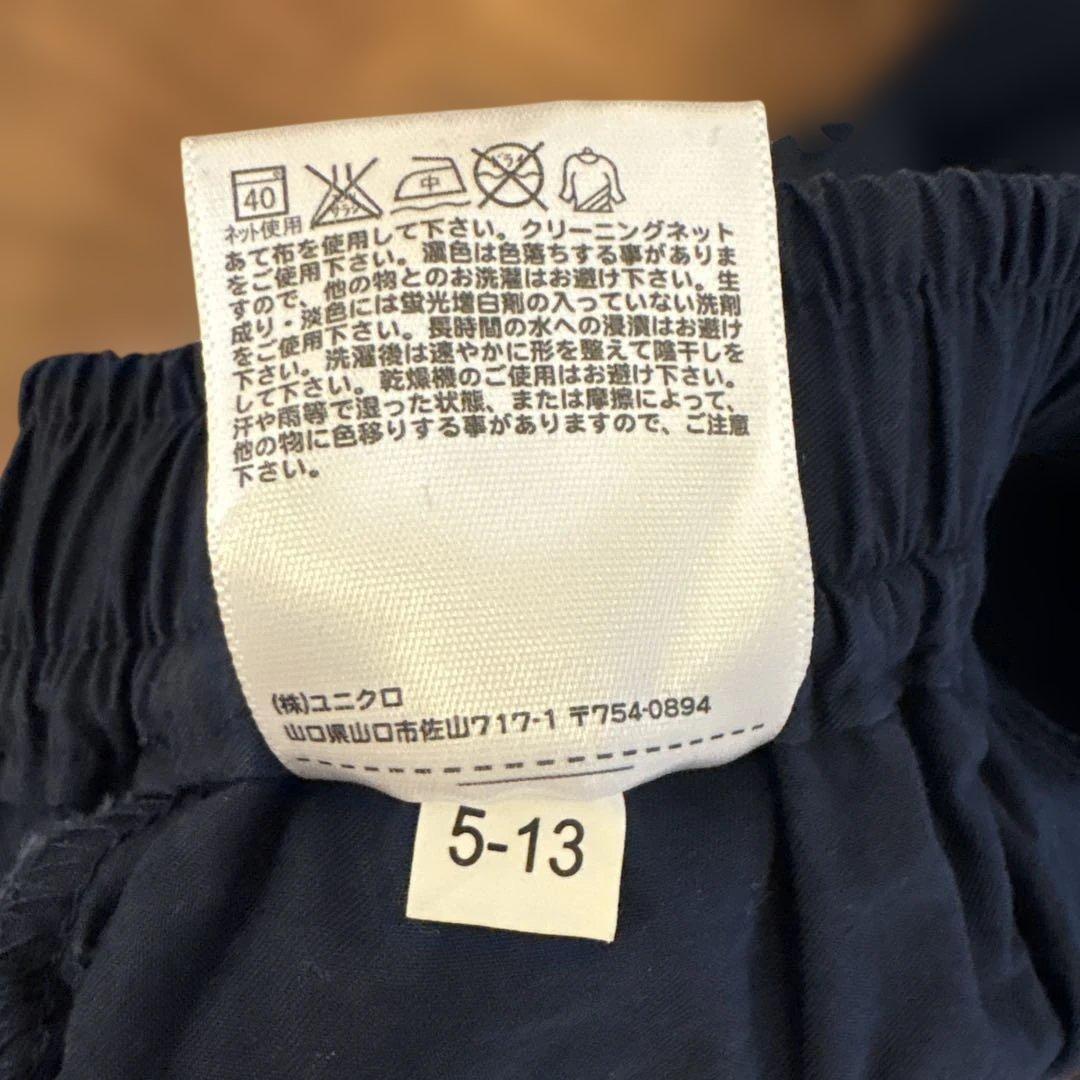 40
中
ドライ
ネット使用
あて布を使用して下さい。クリーニングネット
をご使用下さい。濃色は色落ちする事がありま
すので、他の物とのお洗濯はお避け下さい。生
成り・淡色には蛍光増白剤の入っていない洗剤
をご使用下さい。長時間の水への浸漬はお避け
下さい。洗濯後は速やかに形を整えて陰干しを
して下さい。乾燥機のご使用はお避け下さい。
汗や雨等で湿った状態、または摩擦によって、
他の物に色移りする事がありますので、ご注意
下さい。
(株)ユニクロ
山口県山口市佐山717-1 〒754-0894
5-13